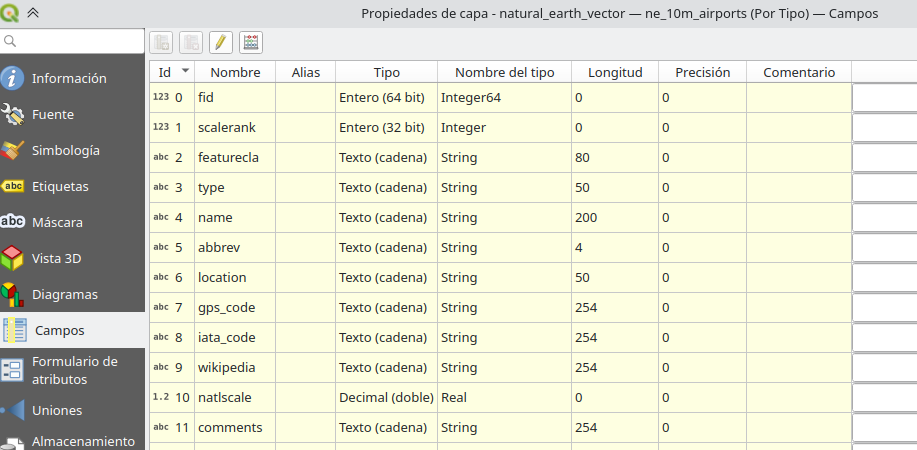 Propiedades de capa - natural_earth_vector — ne_10m_airports (Por Tipo) — Campos
Información
Fuente
Simbología
abc Etiquetas
abc Máscara
Vista 3D
Diagramas
Campos
Formulario de
atributos
Uniones
Almacenamiento
Id Nombre Alias Tipo Nombre del tipo Longitud Precisión Comentario
123 0 fid Entero (64 bit) Integer64 0 0
123 1 scalerank Entero (32 bit) Integer 0 0
abc 2 featurecla Texto (cadena) String 80 0
abc 3 type Texto (cadena) String 50 0
abc 4 name Texto (cadena) String 200 0
abc 5 abbrev Texto (cadena) String 4 0
abc 6 location Texto (cadena) String 50 0
abc 7 gps_code Texto (cadena) String 254 0
abc 8 iata_code Texto (cadena) String 254 0
abc 9 wikipedia Texto (cadena) String 254 0
1.2 10 natlscale Decimal (doble) Real 0 0
abc 11 comments Texto (cadena) String 254 0